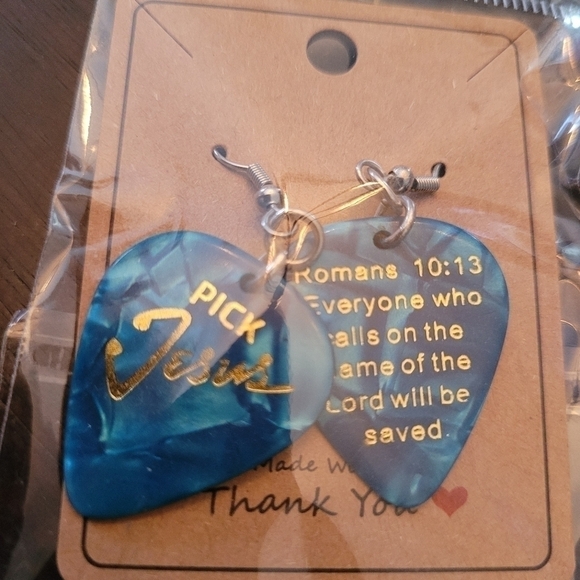 PICK
Jesus
Romans 10:13
Everyone who
calls on the
name of the
Lord will be
saved.
Made
Thank You